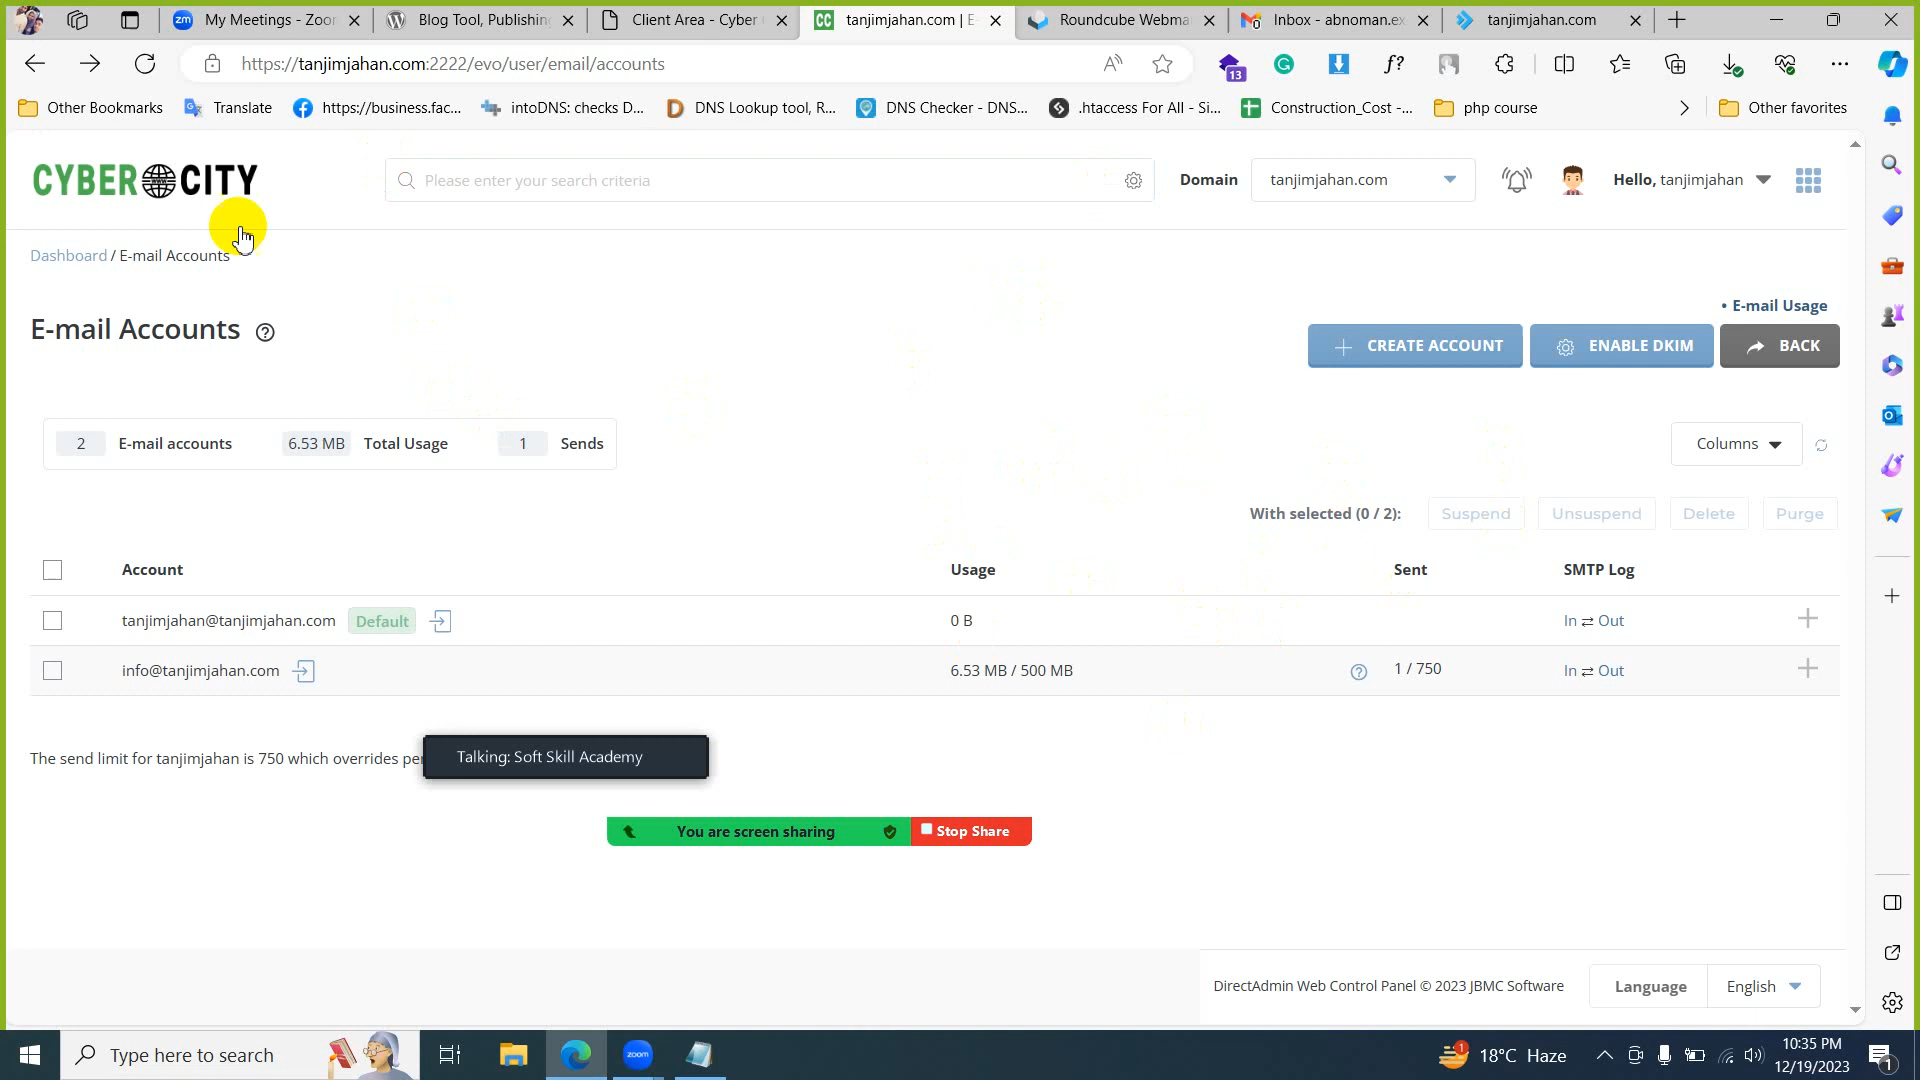 My Meetings - Zoom
Blog Tool, Publishing
Client Area - Cyber
tanjimjahan.com | E
Roundcube Webma
Inbox - abnoman.ex
tanjimjahan.com
https://tanjimjahan.com:2222/evo/user/email/accounts
13
Other Bookmarks
Translate
https://business.fac...
intoDNS: checks D...
DNS Lookup tool, R...
DNS Checker - DNS...
.htaccess For All - Si...
Construction_Cost -...
php course
Other favorites
CYBER CITY
Please enter your search criteria
Domain
tanjimjahan.com
Hello, tanjimjahan
Dashboard / E-mail Accounts
• E-mail Usage
E-mail Accounts
CREATE ACCOUNT
ENABLE DKIM
BACK
2 E-mail accounts 6.53 MB Total Usage 1 Sends
Columns
With selected (0 / 2): Suspend Unsuspend Delete Purge
Account Usage Sent SMTP Log
tanjimjahan@tanjimjahan.com Default 0 B In ⇄ Out
info@tanjimjahan.com 6.53 MB / 500 MB 1 / 750 In ⇄ Out
The send limit for tanjimjahan is 750 which overrides
Talking: Soft Skill Academy
You are screen sharing
Stop Share
DirectAdmin Web Control Panel © 2023 JBMC Software
Language
English
Type here to search
zoom
1
18°C Haze
10:35 PM
12/19/2023
1